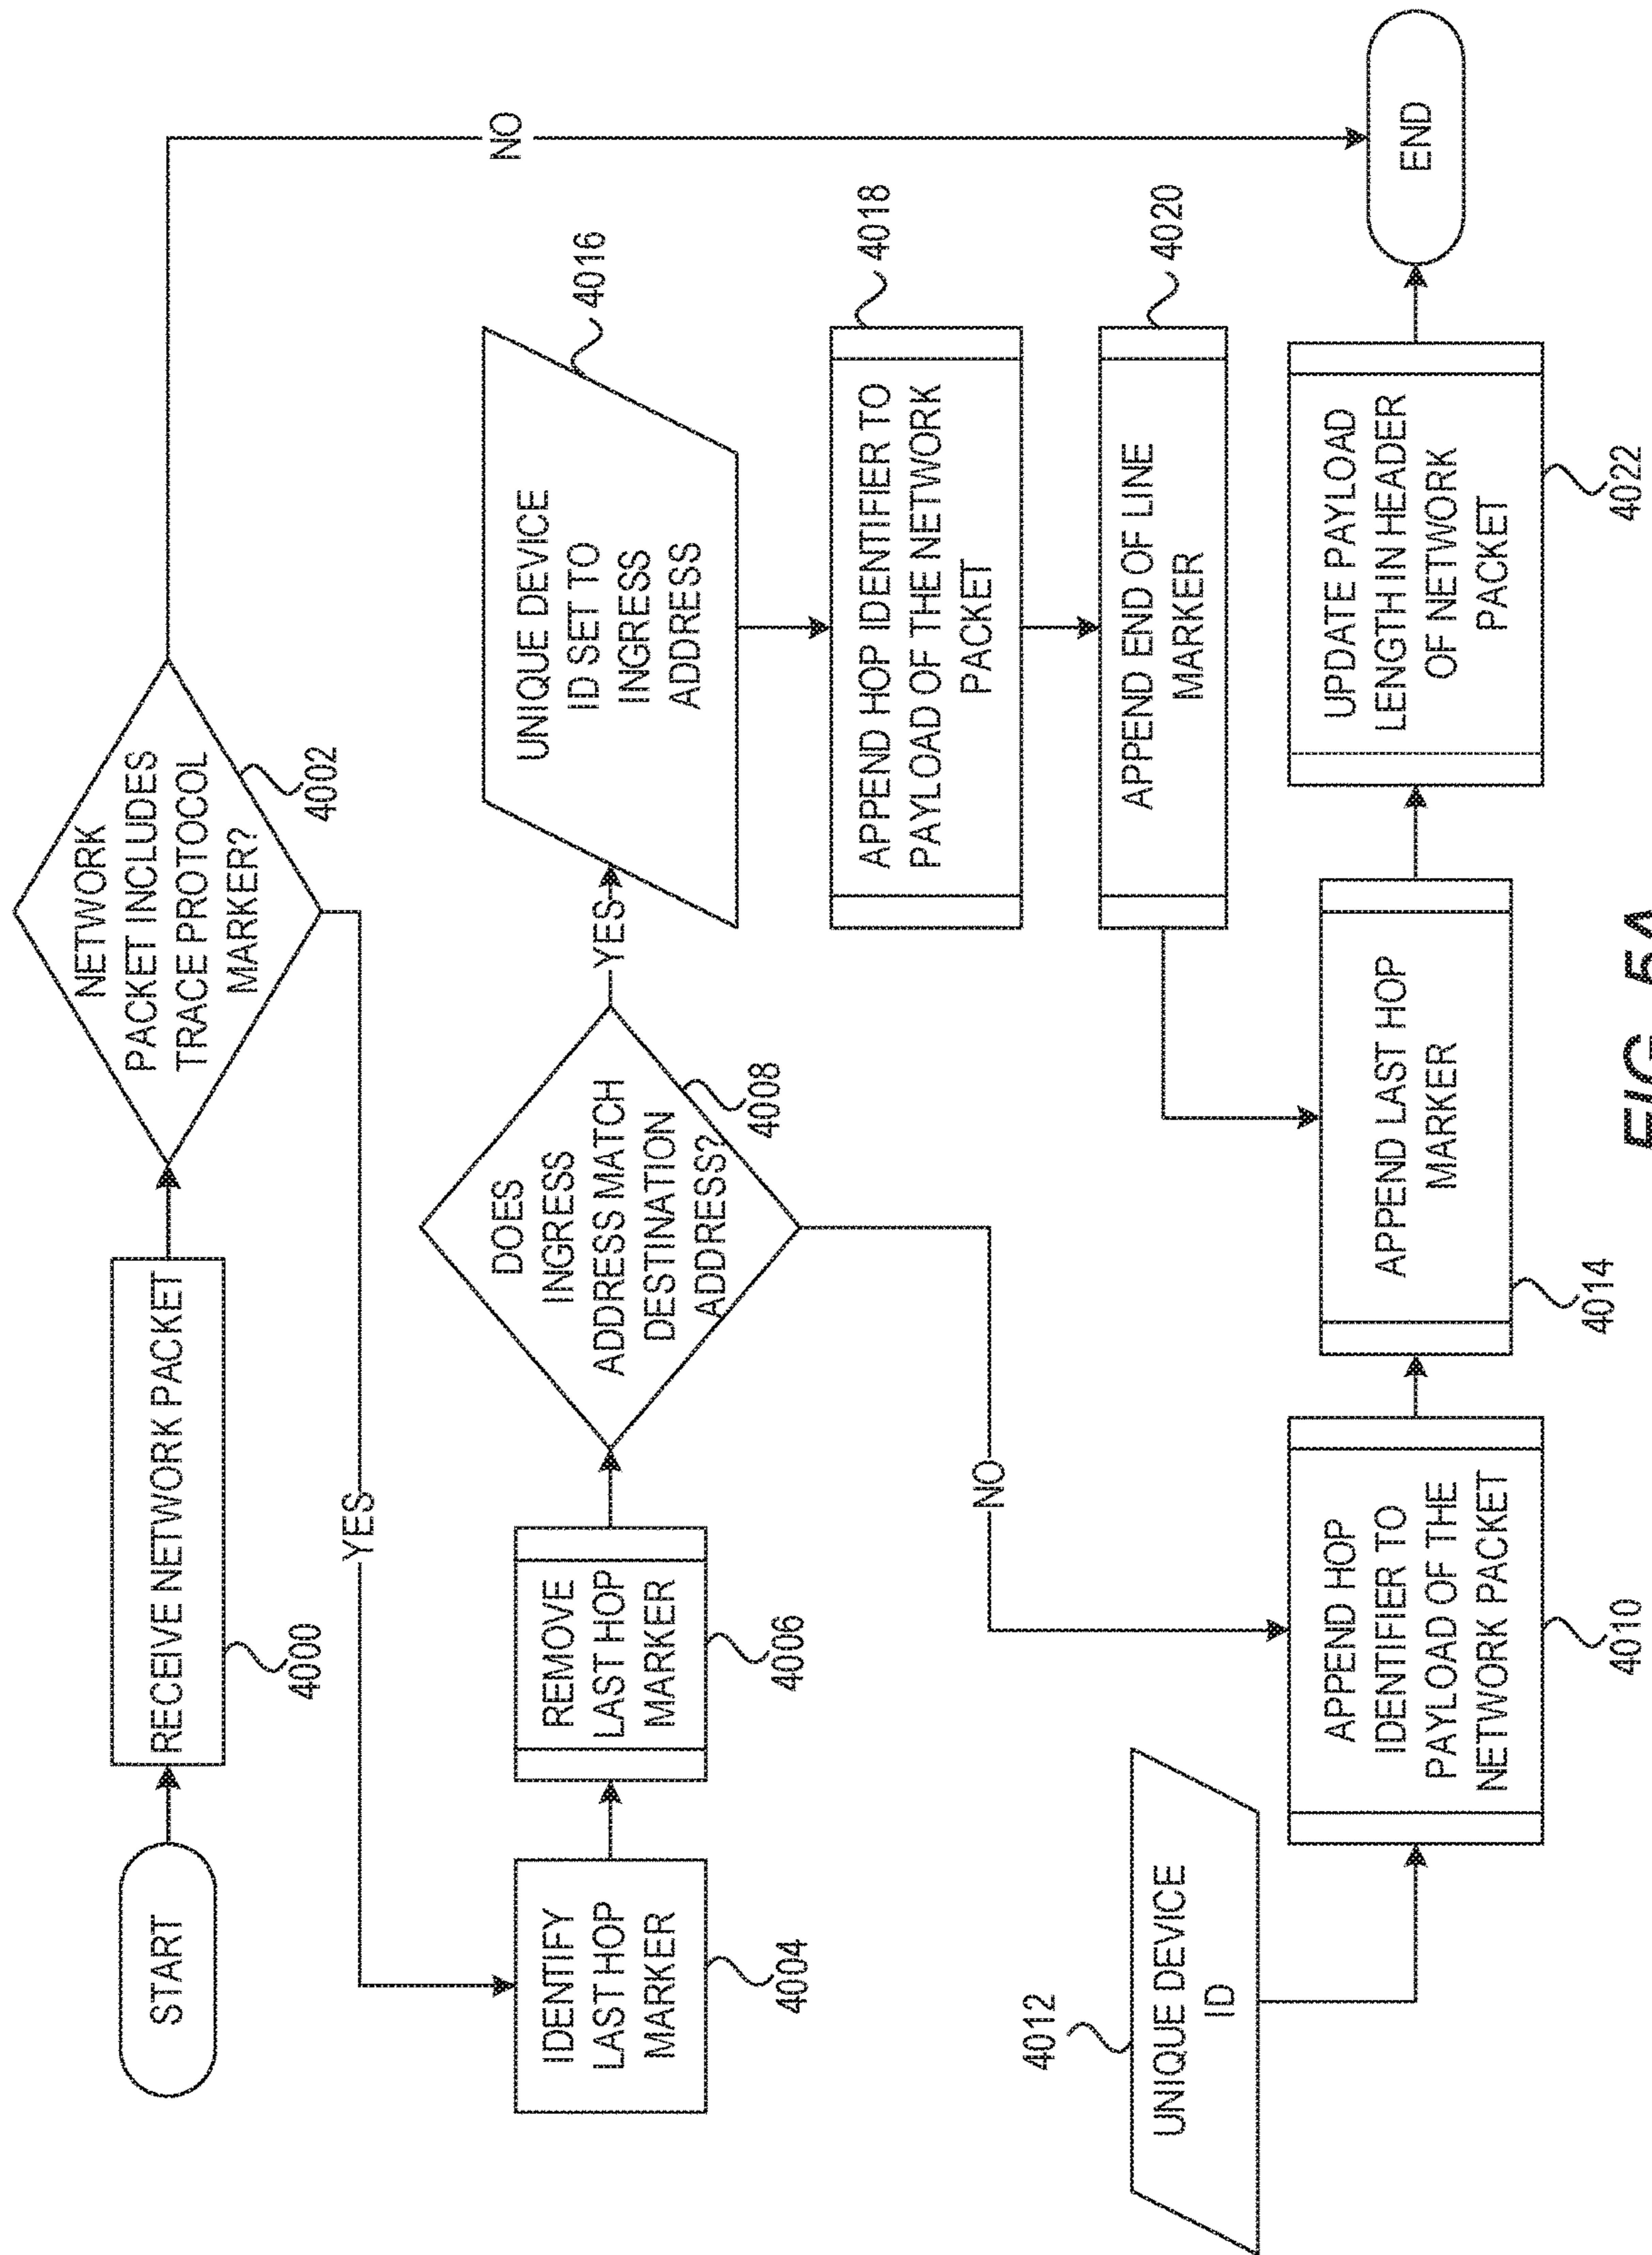 START
RECEIVE NETWORK PACKET
4000
NETWORK
PACKET INCLUDES
TRACE PROTOCOL
MARKER?
4002
NO
YES
IDENTIFY
LAST HOP
MARKER
4004
REMOVE
LAST HOP
MARKER
4006
DOES
INGRESS
ADDRESS MATCH
DESTINATION
ADDRESS?
4008
YES
UNIQUE DEVICE
ID SET TO
INGRESS
ADDRESS
4016
APPEND HOP IDENTIFIER TO
PAYLOAD OF THE NETWORK
PACKET
4018
APPEND END OF LINE
MARKER
4020
NO
4012
UNIQUE DEVICE
ID
APPEND HOP
IDENTIFIER TO
PAYLOAD OF THE
NETWORK PACKET
4010
APPEND LAST HOP
MARKER
4014
UPDATE PAYLOAD
LENGTH IN HEADER
OF NETWORK
PACKET
4022
END
FIG. 5A